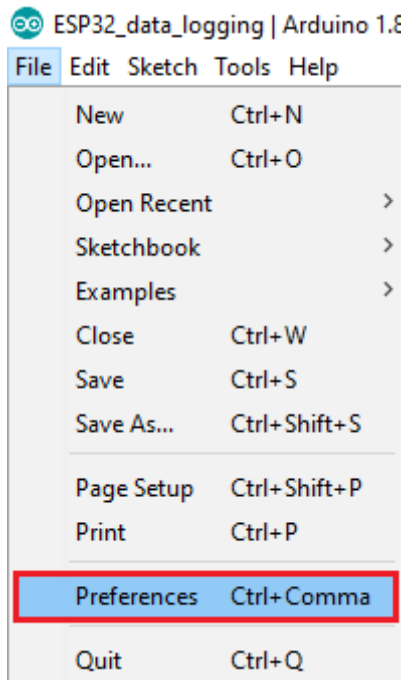 ESP32_data_logging | Arduino 1.8
File Edit Sketch Tools Help
New Ctrl+N
Open... Ctrl+O
Open Recent
Sketchbook
Examples
Close Ctrl+W
Save Ctrl+S
Save As... Ctrl+Shift+S
Page Setup Ctrl+Shift+P
Print Ctrl+P
Preferences Ctrl+Comma
Quit Ctrl+Q